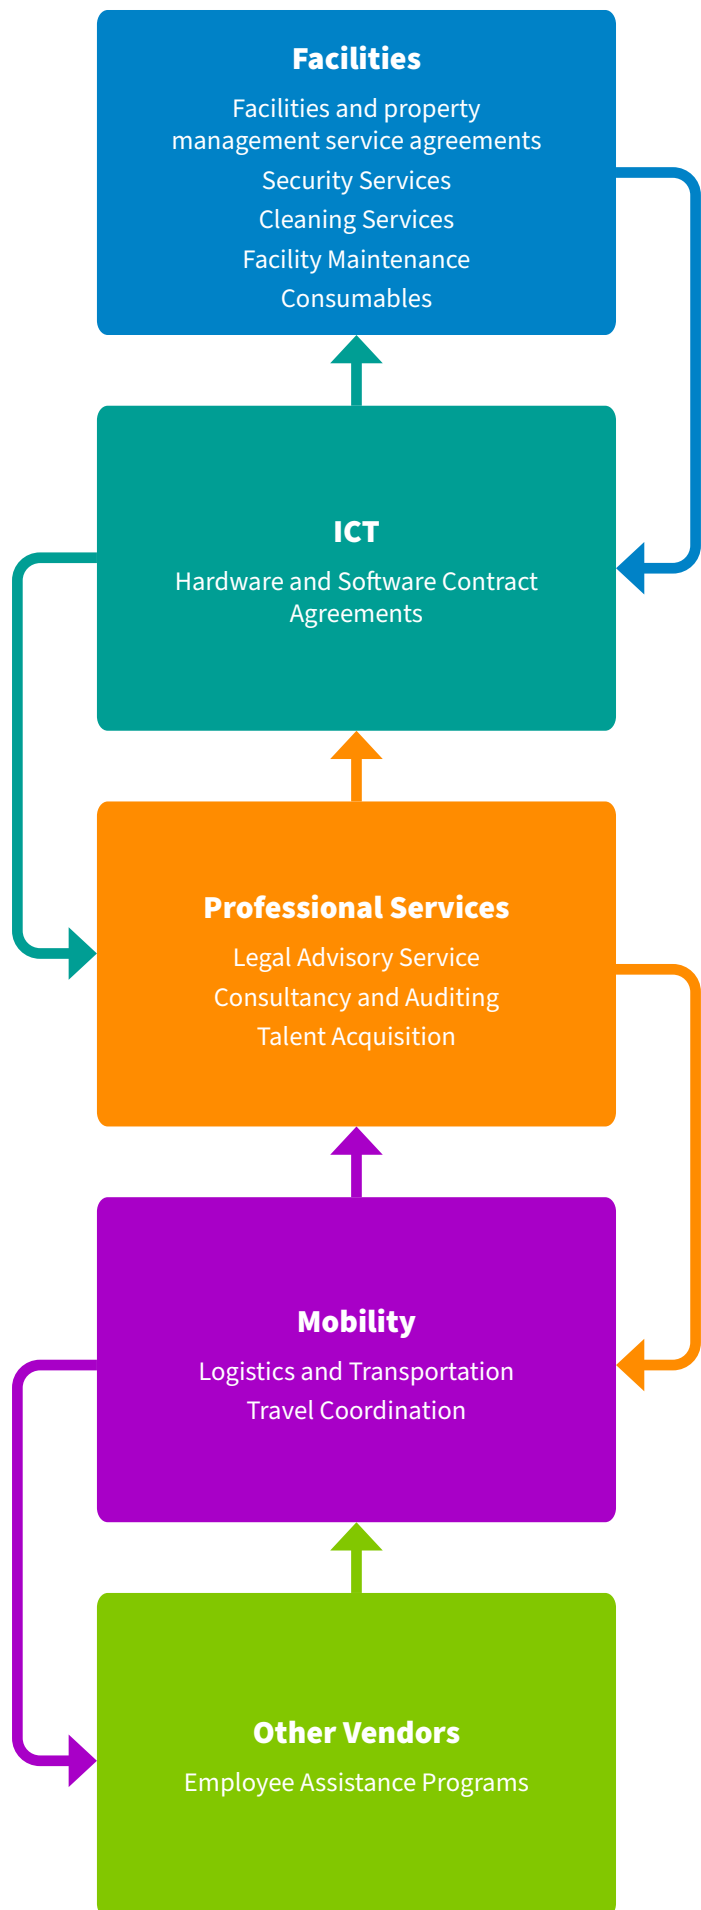 Facilities
Facilities and property
management service agreements
Security Services
Cleaning Services
Facility Maintenance
Consumables
ICT
Hardware and Software Contract
Agreements
Professional Services
Legal Advisory Service
Consultancy and Auditing
Talent Acquisition
Mobility
Logistics and Transportation
Travel Coordination
Other Vendors
Employee Assistance Programs